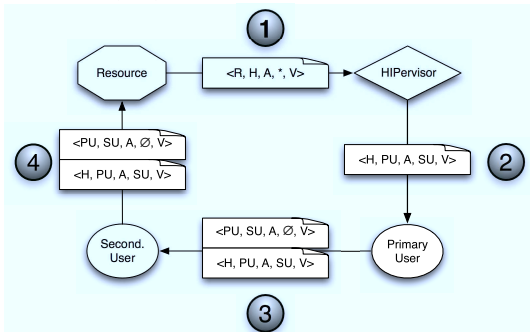 1
Resource
<R, H, A, *, V>
HIPervisor
<PU, SU, A, ∅, V>
<H, PU, A, SU, V>
4
<H, PU, A, SU, V>
2
Second.
User
<PU, SU, A, ∅, V>
<H, PU, A, SU, V>
Primary
User
3